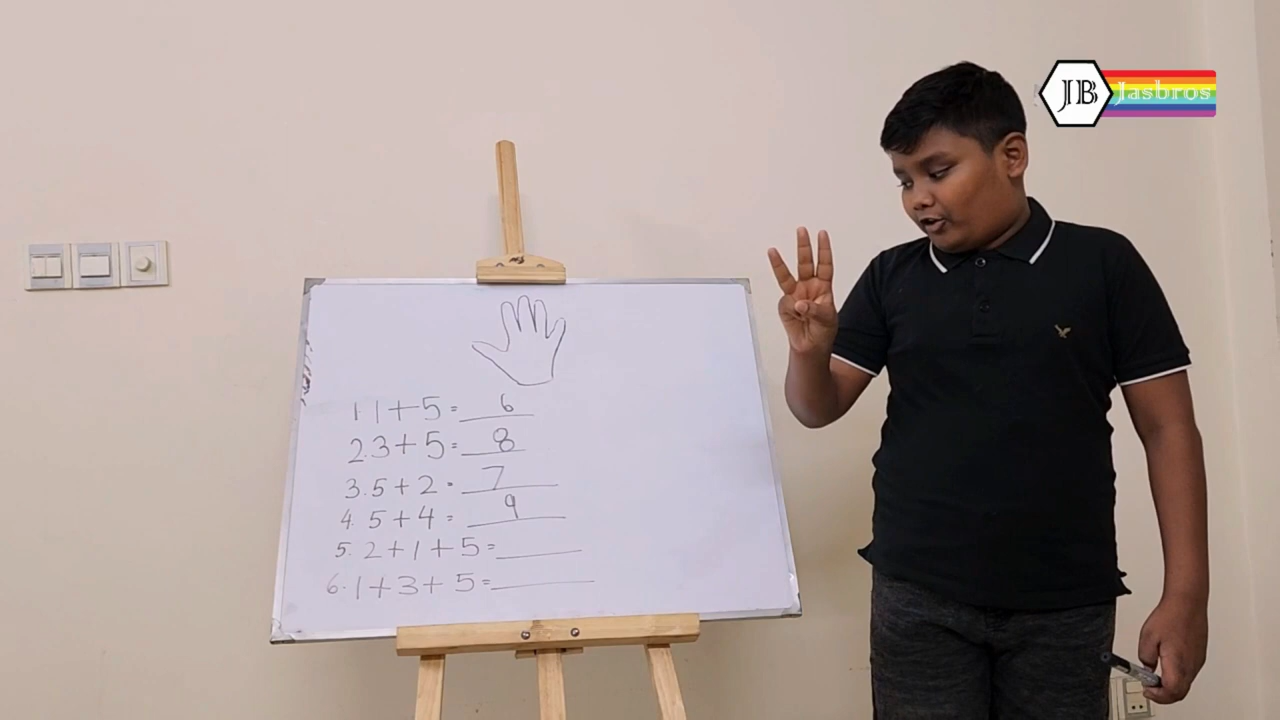 JB Jasbros
1 1+5= 6
2.3+5= 8
3.5+2= 7
4. 5+4= 9
5. 2+1+5=
6.1+3+5=